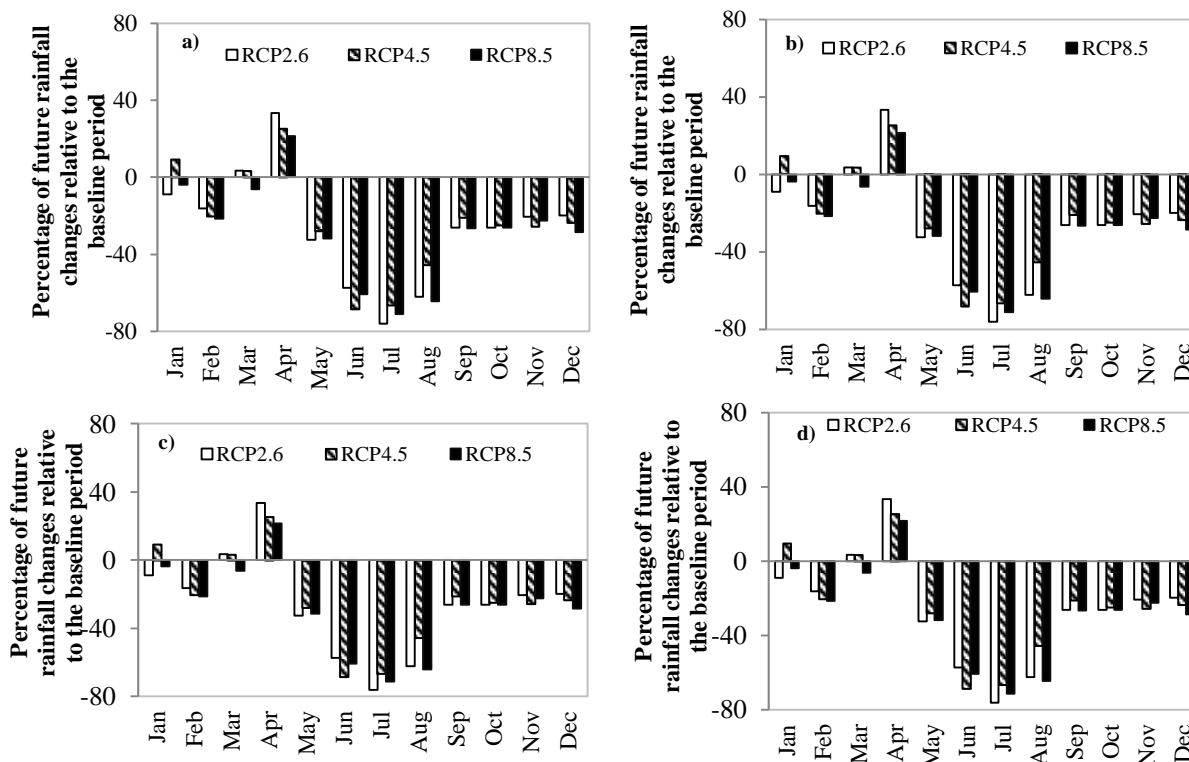 Percentage of future rainfall
changes relative to the
baseline period
a)
RCP2.6 RCP4.5 RCP8.5
80
40
0
-40
-80
Jan Feb Mar Apr May Jun Jul Aug Sep Oct Nov Dec
Percentage of future rainfall
changes relative to the
baseline period
b)
RCP2.6 RCP4.5 RCP8.5
80
40
0
-40
-80
Jan Feb Mar Apr May Jun Jul Aug Sep Oct Nov Dec
Percentage of future
rainfall changes relative
to the baseline period
c)
RCP2.6 RCP4.5 RCP8.5
80
40
0
-40
-80
Jan Feb Mar Apr May Jun Jul Aug Sep Oct Nov Dec
Percentage of future
rainfall changes relative to
the baseline period
d)
RCP2.6 RCP4.5 RCP8.5
80
40
0
-40
-80
Jan Feb Mar Apr May Jun Jul Aug Sep Oct Nov Dec